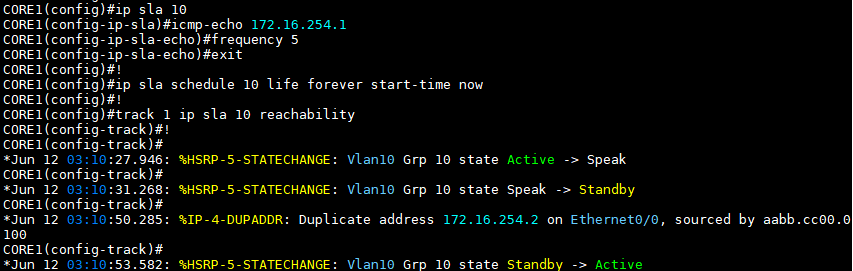 CORE1(config)#ip sla 10
CORE1(config-ip-sla)#icmp-echo 172.16.254.1
CORE1(config-ip-sla-echo)#frequency 5
CORE1(config-ip-sla-echo)#exit
CORE1(config)#!
CORE1(config)#ip sla schedule 10 life forever start-time now
CORE1(config)#!
CORE1(config)#track 1 ip sla 10 reachability
CORE1(config-track)#!
CORE1(config-track)#
*Jun 12 03:10:27.946: %HSRP-5-STATECHANGE: Vlan10 Grp 10 state Active -> Speak
CORE1(config-track)#
*Jun 12 03:10:31.268: %HSRP-5-STATECHANGE: Vlan10 Grp 10 state Speak -> Standby
CORE1(config-track)#
*Jun 12 03:10:50.285: %IP-4-DUPADDR: Duplicate address 172.16.254.2 on Ethernet0/0, sourced by aabb.cc00.0
100
CORE1(config-track)#
*Jun 12 03:10:53.582: %HSRP-5-STATECHANGE: Vlan10 Grp 10 state Standby -> Active